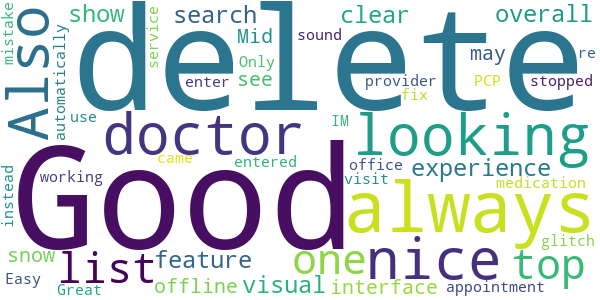 mistake
show
search
clear
overall
service
Mid
sound
may
re
Also
automatically
delete
Only
see
enter
provider
PCP
stopped
fix
use
doctor
IM
looking
came
entered
office
experience
instead
working
visit
medication
Good
always
glitch
snow
list
feature
one
nice
top
Easy
Great
offline
visual
interface
appointment